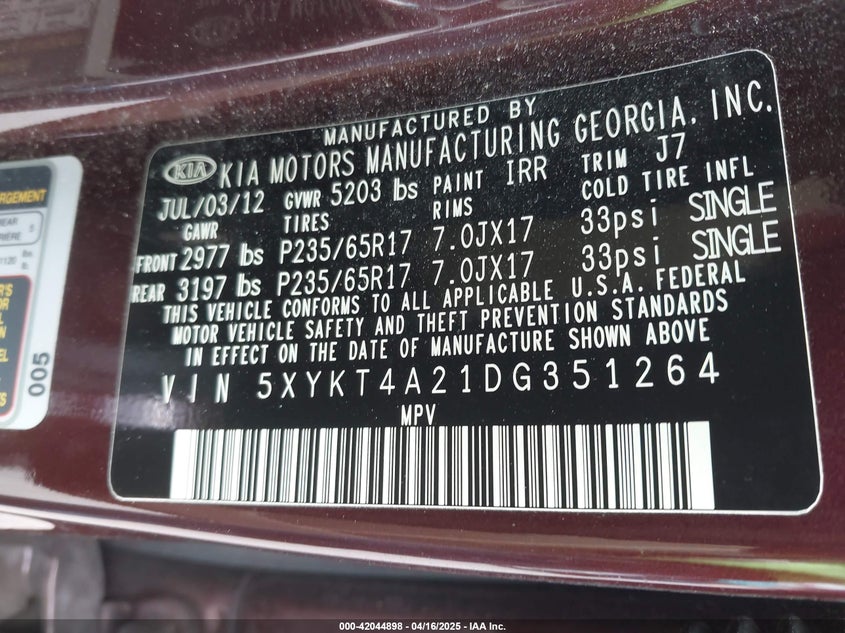 MANUFACTURED BY
KIA KIA MOTORS MANUFACTURING GEORGIA, INC.
JUL/03/12 GVWR 5203 lbs PAINT IRR TRIM J7
GAWR TIRES RIMS COLD TIRE INFL
FRONT 2977 lbs P235/65R17 7.0JX17 33psi SINGLE
REAR 3197 lbs P235/65R17 7.0JX17 33psi SINGLE
THIS VEHICLE CONFORMS TO ALL APPLICABLE U.S.A. FEDERAL
MOTOR VEHICLE SAFETY AND THEFT PREVENTION STANDARDS
IN EFFECT ON THE DATE OF MANUFACTURE SHOWN ABOVE
VIN 5XYKT4A21DG351264
MPV
005
000-42044898 - 04/16/2025 - IAA Inc.